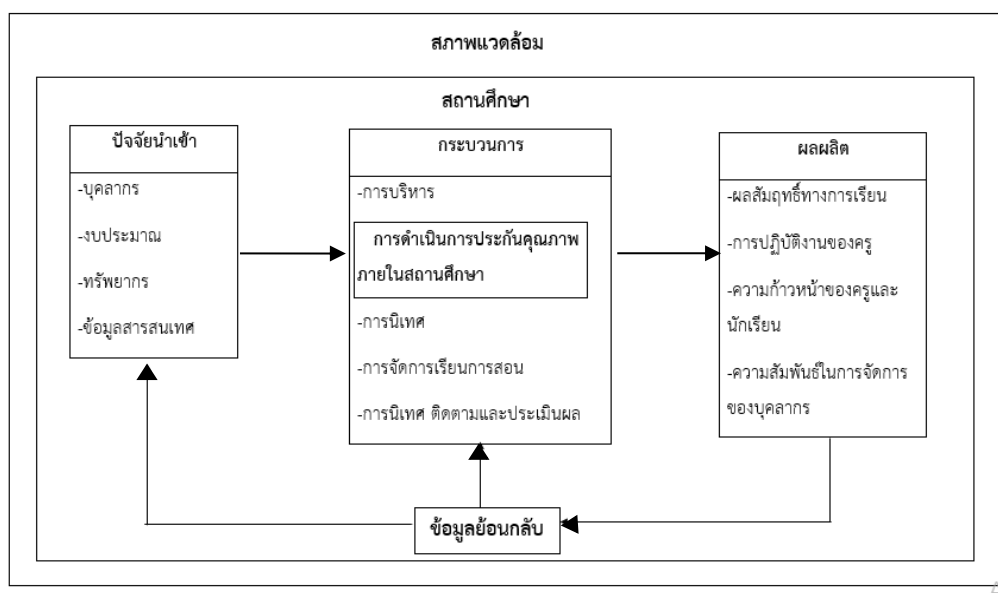 สภาพแวดล้อม
สถานศึกษา
ปัจจัยนำเข้า
-บุคลากร
-งบประมาณ
-ทรัพยากร
-ข้อมูลสารสนเทศ
กระบวนการ
-การบริหาร
การดำเนินการประกันคุณภาพ
ภายในสถานศึกษา
-การนิเทศ
-การจัดการเรียนการสอน
-การนิเทศ ติดตามและประเมินผล
ผลผลิต
-ผลสัมฤทธิ์ทางการเรียน
-การปฏิบัติงานของครู
-ความก้าวหน้าของครูและ
นักเรียน
-ความสัมพันธ์ในการจัดการ
ของบุคลากร
ข้อมูลย้อนกลับ